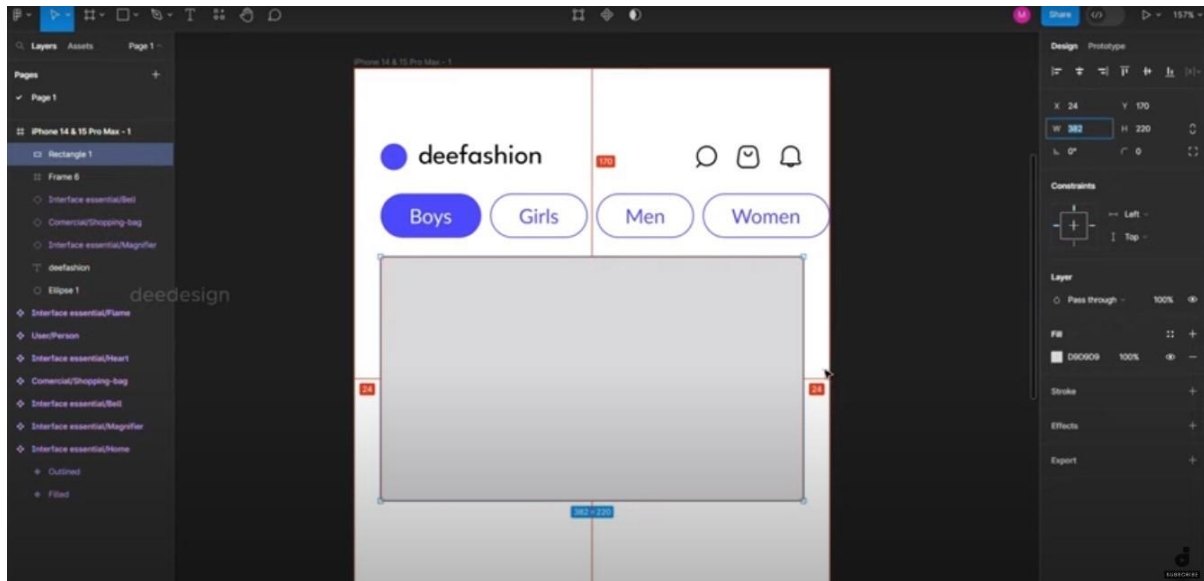 M
Share
157%
Layers Assets Page 1
Design Prototype
Pages
Page 1
iPhone 14 & 15 Pro Max - 1
Rectangle 1
Frame 6
Interface essential/Bell
Comercial/Shopping-bag
Interface essential/Magnifier
deefashion
Ellipse 1
Interface essential/Flame
User/Person
Interface essential/Heart
Comercial/Shopping-bag
Interface essential/Bell
Interface essential/Magnifier
Interface essential/Home
Outlined
Filled
deedesign
iPhone 14 & 15 Pro Max - 1
deefashion
170
Boys Girls Men Women
24
24
382 × 220
X 24 Y 170
W 382 H 220
0° 0
Constraints
Left
Top
Layer
Pass through 100%
Fill
D9D9D9 100%
Stroke
Effects
Export
SUBSCRIBE